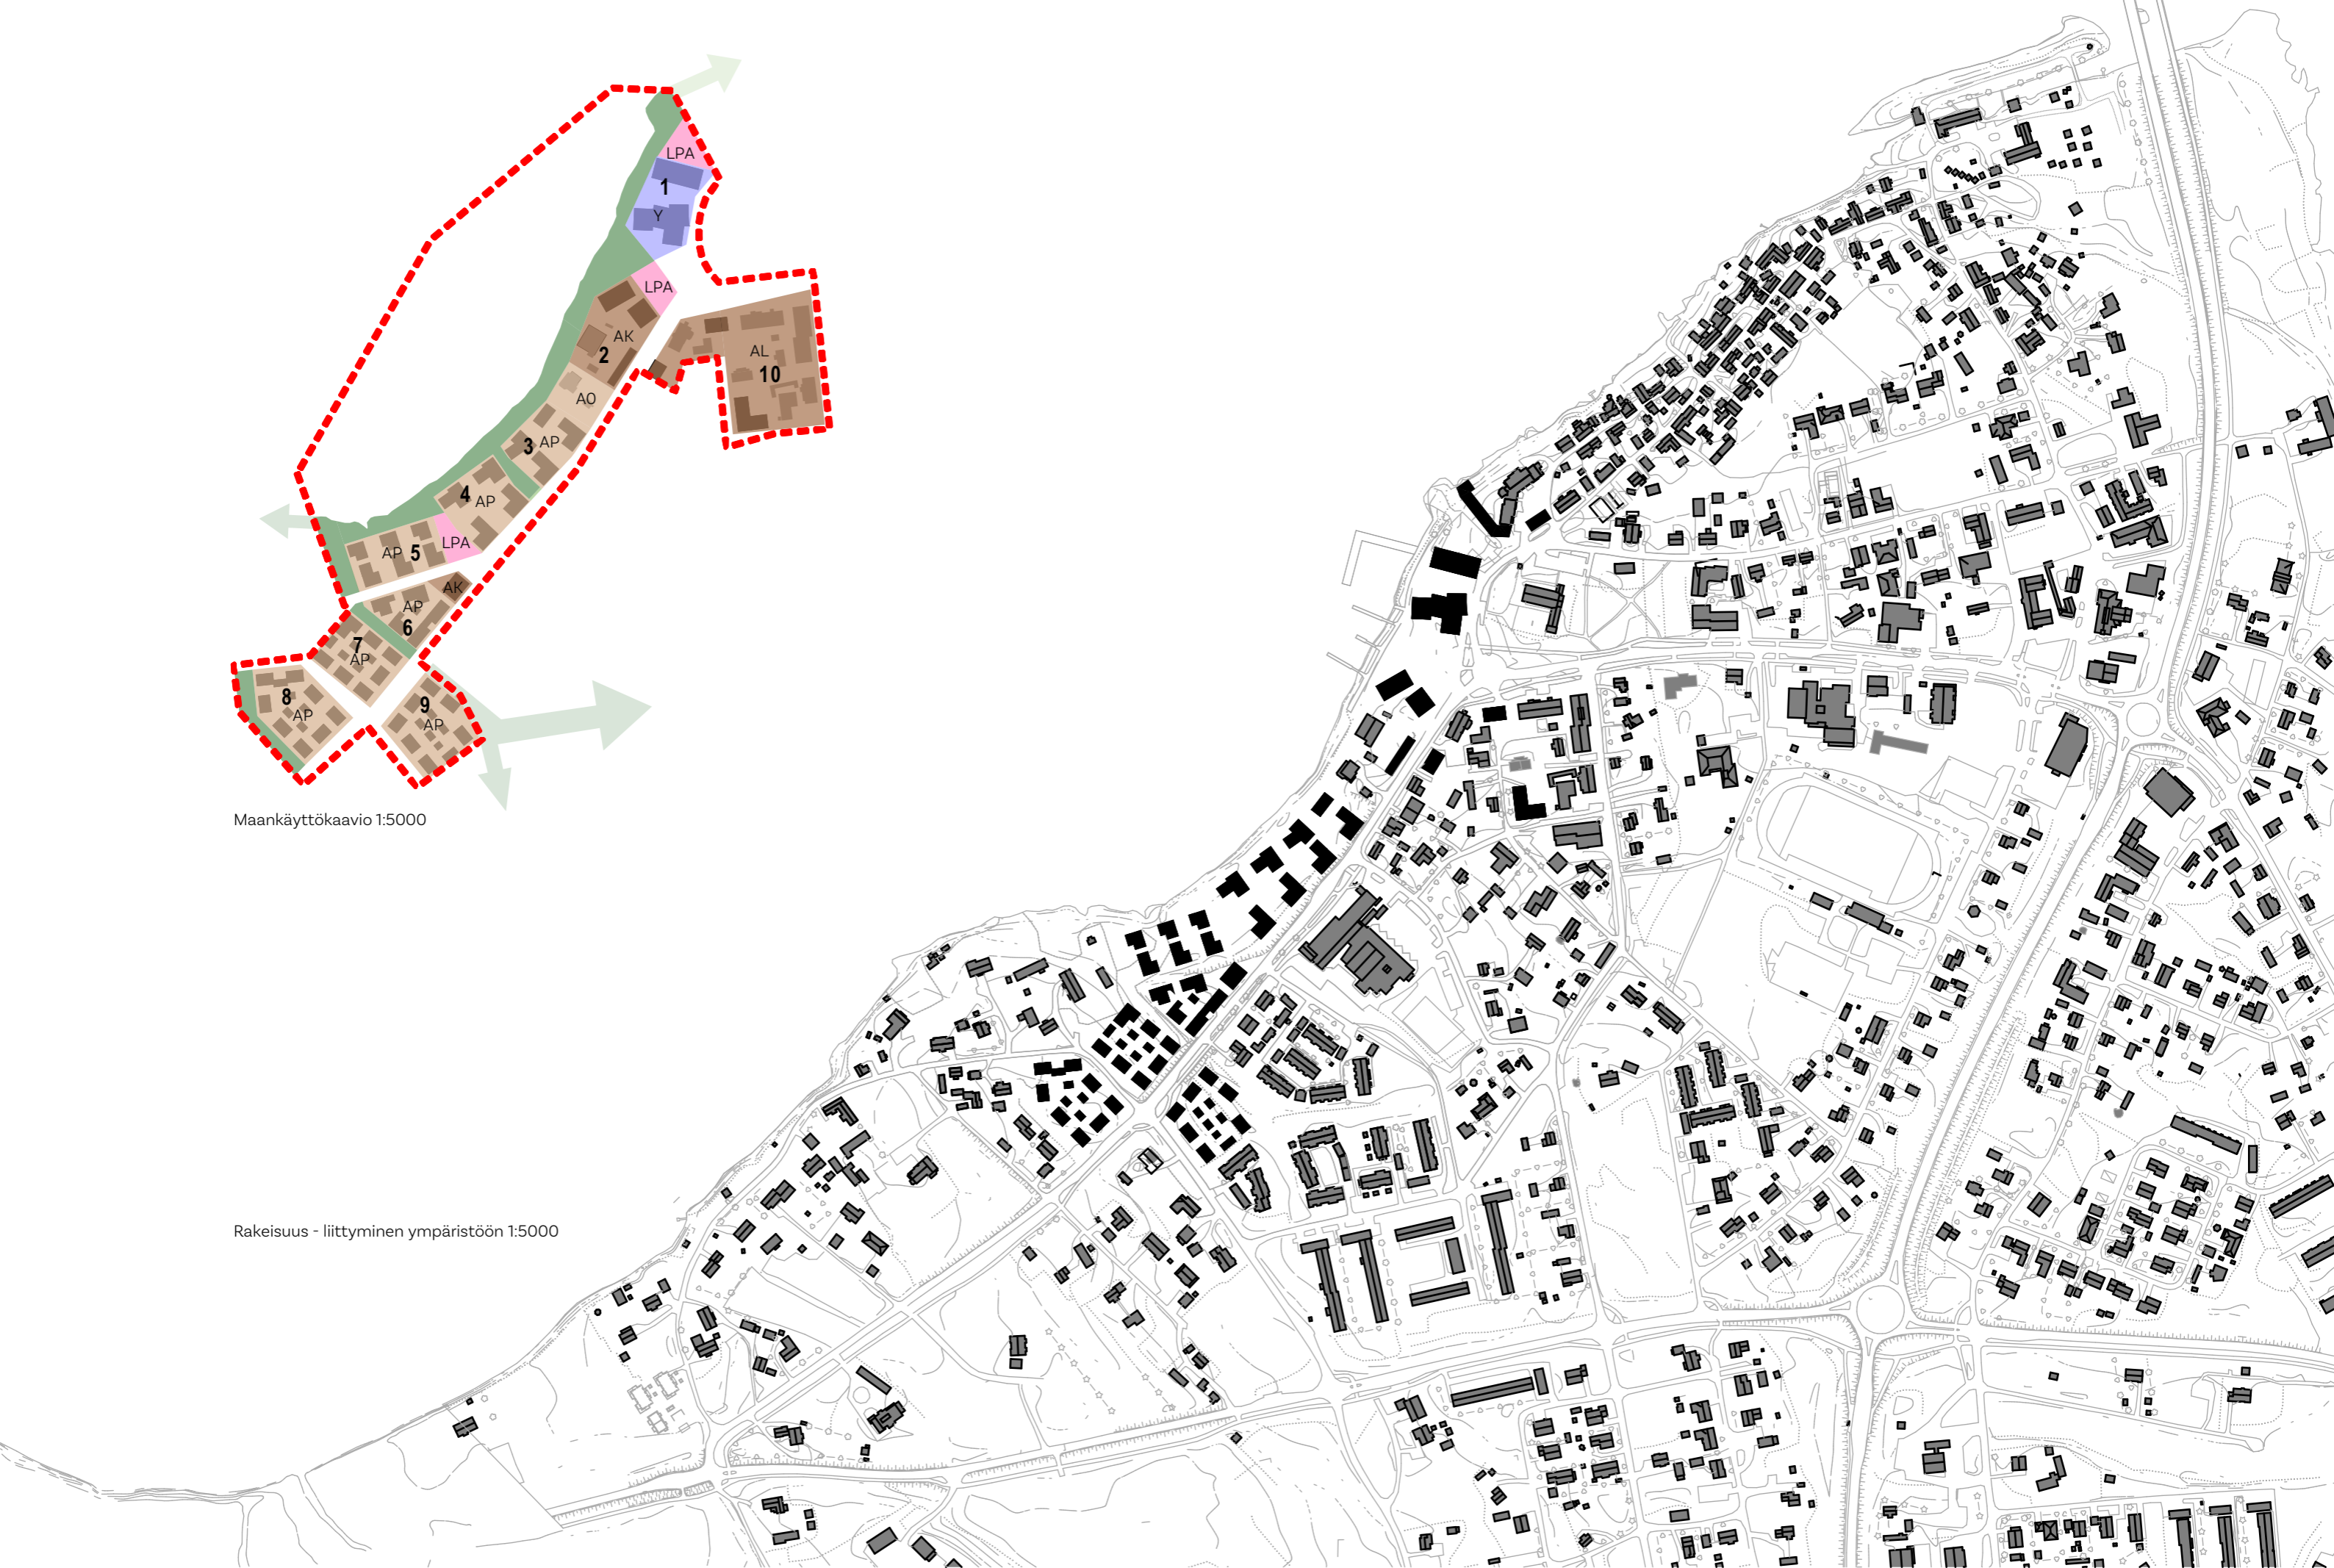 LPA
1
Y
LPA
AK
2
AL
10
AO
3 AP
4 AP
AP 5 LPA
AK
AP
6
7
AP
8
AP
9
AP
Maankäyttökaavio 1:5000
Rakeisuus - liittyminen ympäristöön 1:5000